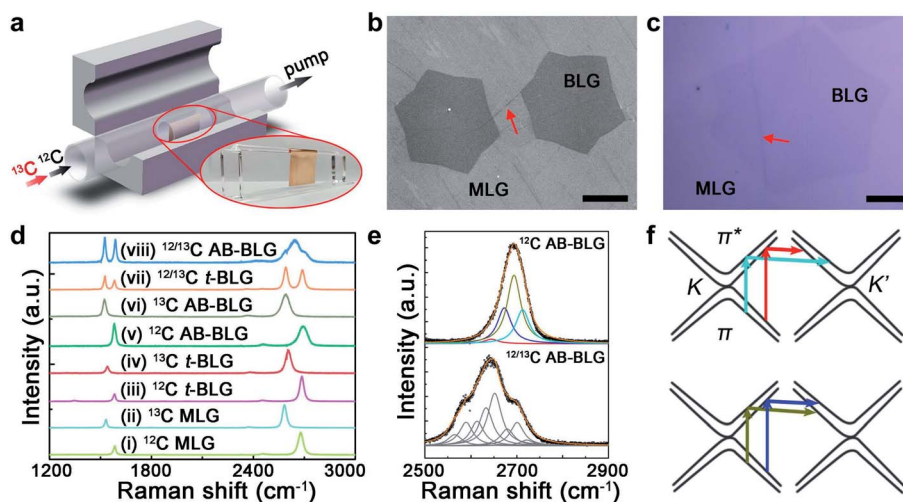 a
pump
¹³C ¹²C
b
BLG
MLG
c
BLG
MLG
d
Intensity (a.u.)
(viii) ¹²/¹³C AB-BLG
(vii) ¹²/¹³C t-BLG
(vi) ¹³C AB-BLG
(v) ¹²C AB-BLG
(iv) ¹³C t-BLG
(iii) ¹²C t-BLG
(ii) ¹³C MLG
(i) ¹²C MLG
1200 1800 2400 3000
Raman shift (cm⁻¹)
e
Intensity (a.u.)
¹²C AB-BLG
¹²/¹³C AB-BLG
2500 2700 2900
Raman shift (cm⁻¹)
f
π*
K K'
π